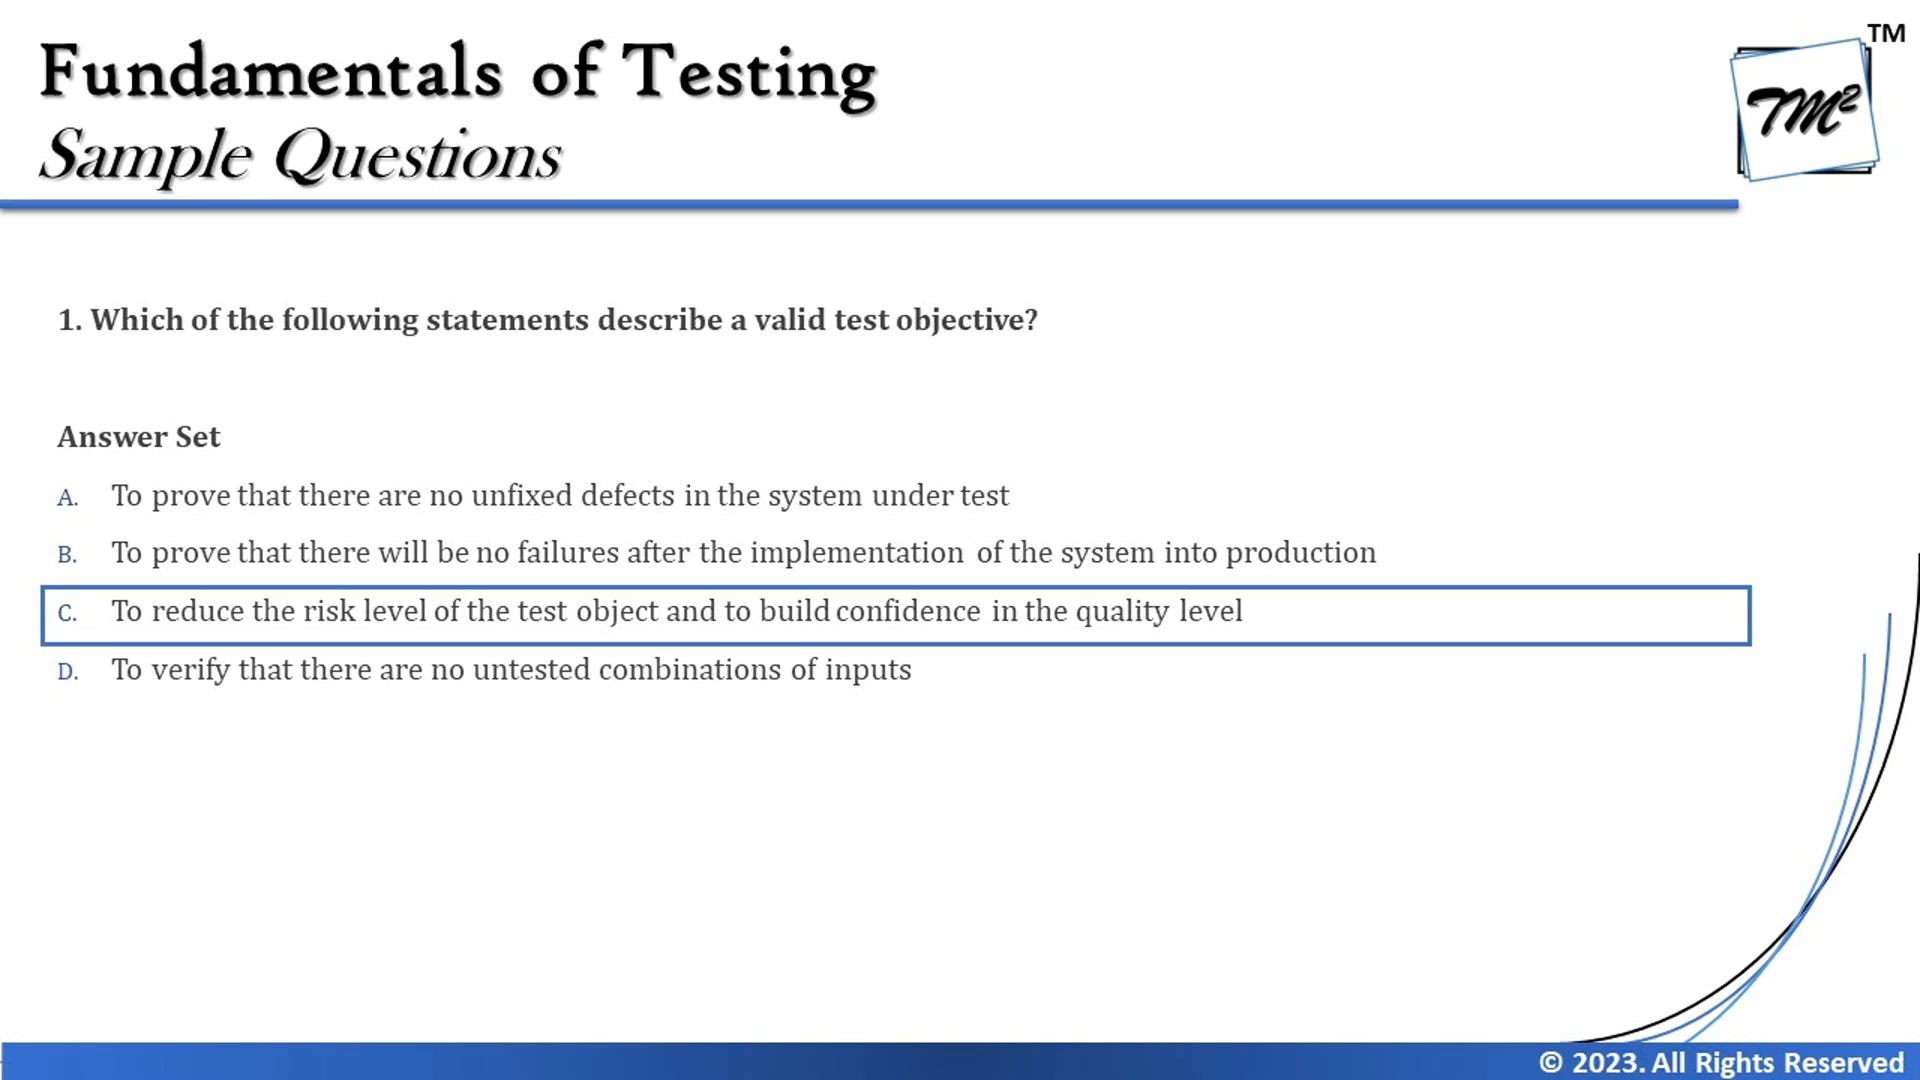 Fundamentals of Testing
Sample Questions
TM
TM²
1. Which of the following statements describe a valid test objective?
Answer Set
A. To prove that there are no unfixed defects in the system under test
B. To prove that there will be no failures after the implementation of the system into production
C. To reduce the risk level of the test object and to build confidence in the quality level
D. To verify that there are no untested combinations of inputs
© 2023. All Rights Reserved